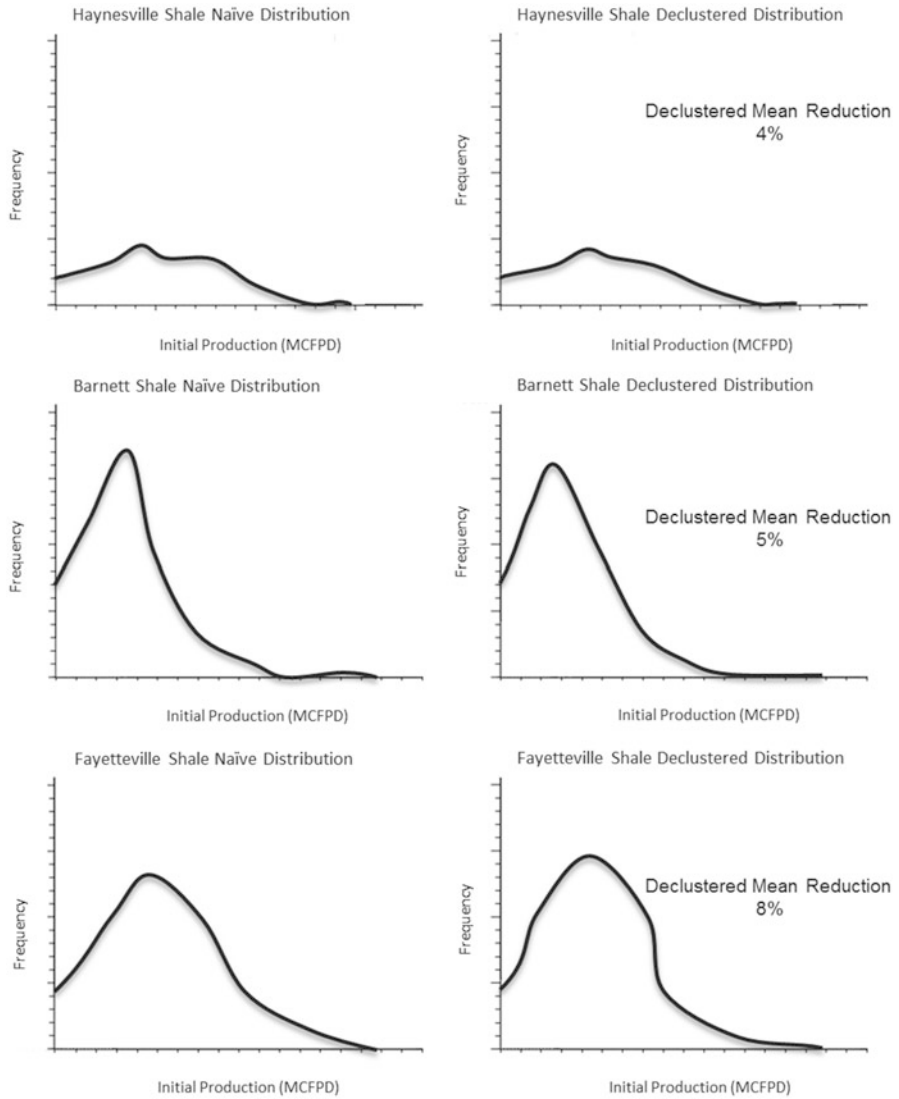 Haynesville Shale Naïve Distribution
Frequency
Initial Production (MCFPD)
Haynesville Shale Declustered Distribution
Frequency
Declustered Mean Reduction
4%
Initial Production (MCFPD)
Barnett Shale Naïve Distribution
Frequency
Initial Production (MCFPD)
Barnett Shale Declustered Distribution
Frequency
Declustered Mean Reduction
5%
Initial Production (MCFPD)
Fayetteville Shale Naïve Distribution
Frequency
Initial Production (MCFPD)
Fayetteville Shale Declustered Distribution
Frequency
Declustered Mean Reduction
8%
Initial Production (MCFPD)